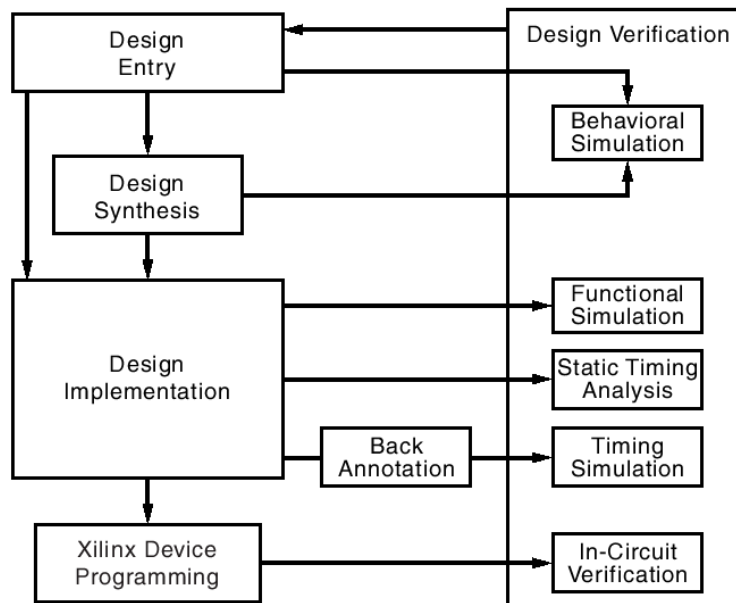 Design
Entry
Design Verification
Behavioral
Simulation
Design
Synthesis
Functional
Simulation
Design
Implementation
Static Timing
Analysis
Back
Annotation
Timing
Simulation
Xilinx Device
Programming
In-Circuit
Verification